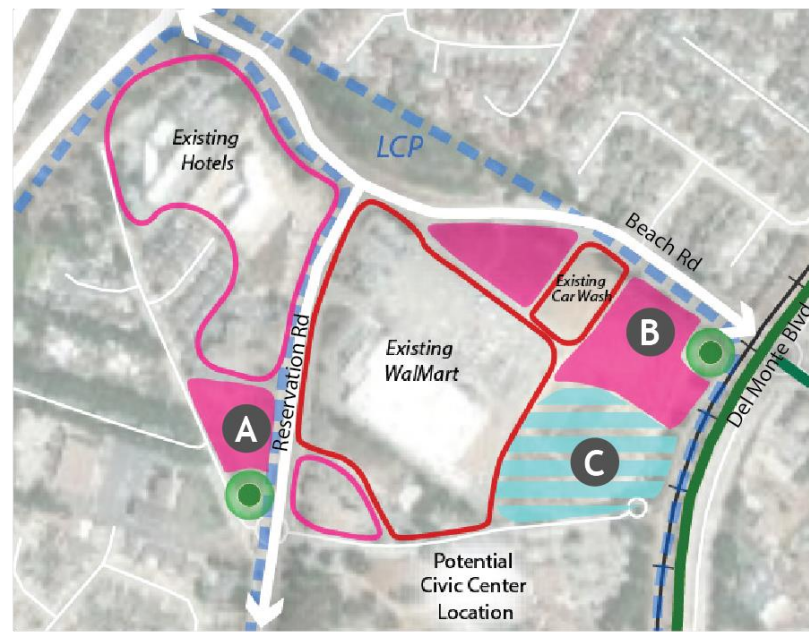 Existing
Hotels
LCP
Beach Rd
Existing
Car Wash
B
Reservation Rd
Existing
WalMart
Del Monte Blvd
A
C
Potential
Civic Center
Location